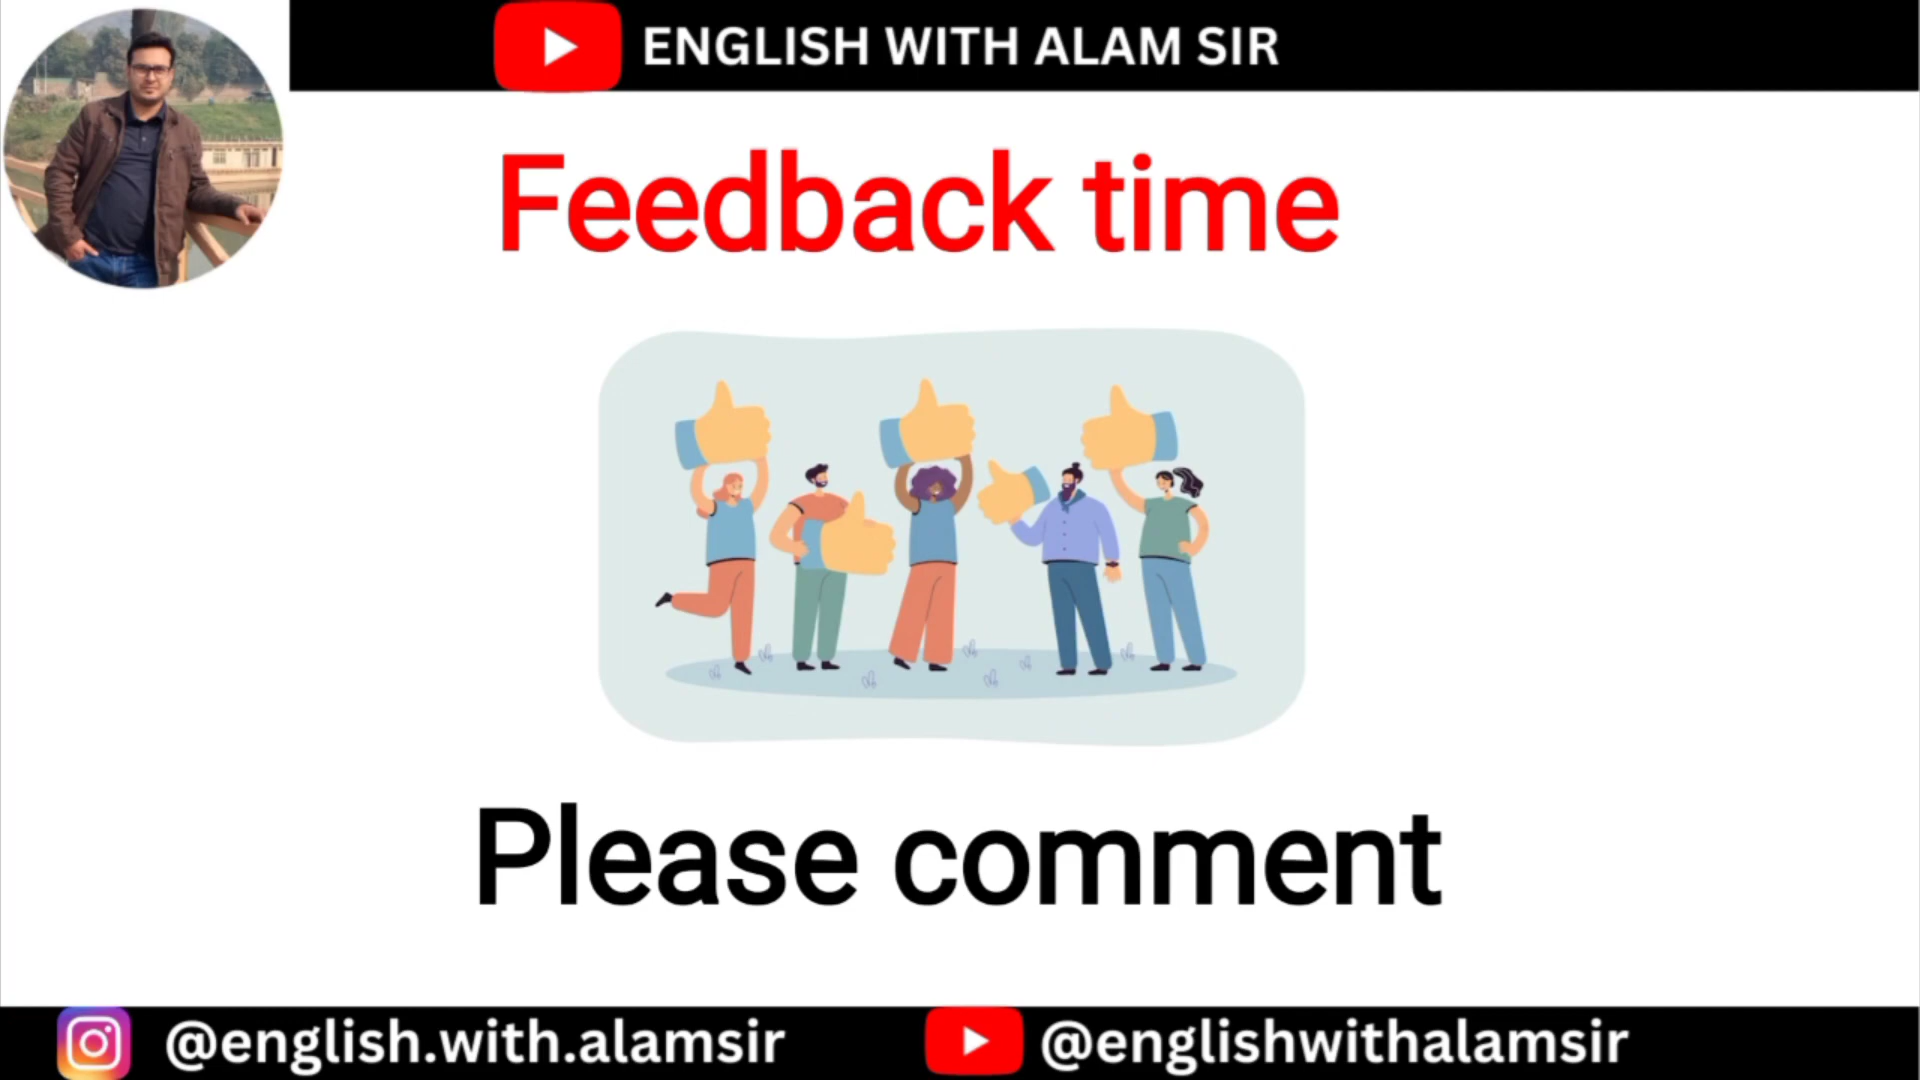 ENGLISH WITH ALAM SIR
Feedback time
Please comment
@english.with.alamsir
@englishwithalamsir